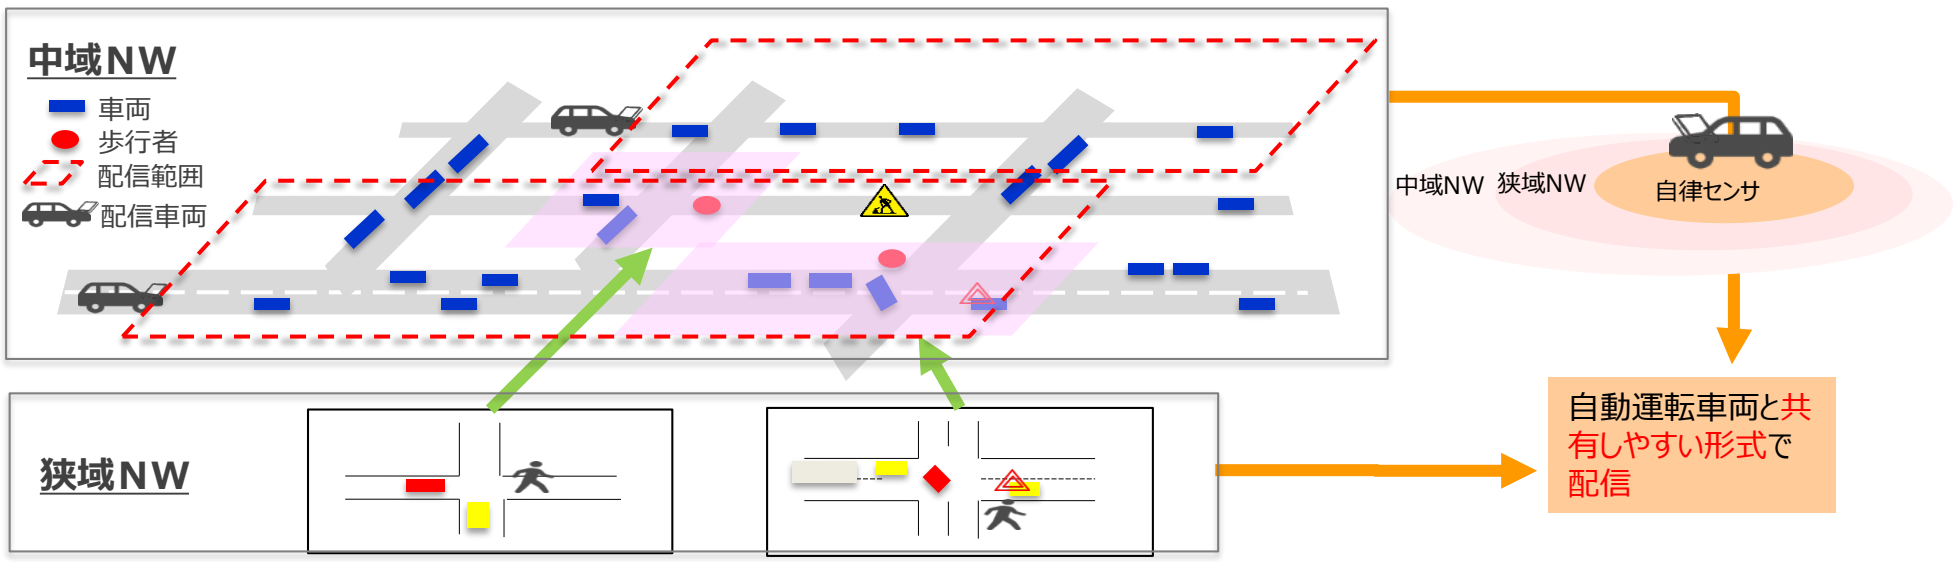 中域NW
車両
歩行者
配信範囲
配信車両
中域NW
狭域NW
自律センサ
狭域NW
自動運転車両と共
有しやすい形式で
配信